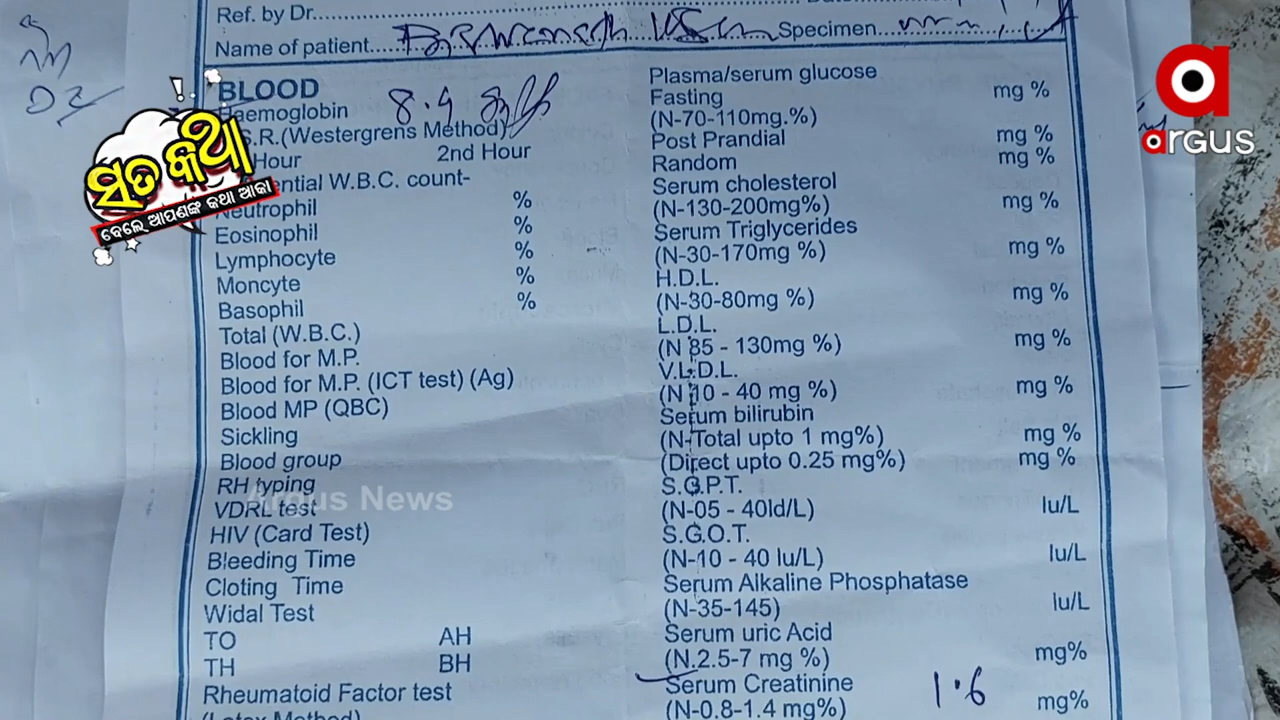 Ref. by Dr.
Name of patient
Specimen
BLOOD
Haemoglobin 8.4
S.R.(Westergrens Method)
Hour 2nd Hour
ential W.B.C. count-
Neutrophil %
Eosinophil %
Lymphocyte %
Moncyte %
Basophil %
Total (W.B.C.)
Blood for M.P.
Blood for M.P. (ICT test) (Ag)
Blood MP (QBC)
Sickling
Blood group
RH typing
VDRL test
HIV (Card Test)
Bleeding Time
Cloting Time
Widal Test
TO AH
TH BH
Rheumatoid Factor test
(Latex Method)
Plasma/serum glucose
Fasting mg %
(N-70-110mg.%)
Post Prandial mg %
Random mg %
Serum cholesterol
(N-130-200mg%) mg %
Serum Triglycerides
(N-30-170mg %) mg %
H.D.L.
(N-30-80mg %) mg %
L.D.L.
(N 85 - 130mg %) mg %
V.L.D.L.
(N 10 - 40 mg %) mg %
Serum bilirubin
(N-Total upto 1 mg%) mg %
(Direct upto 0.25 mg%) mg %
S.G.P.T.
(N-05 - 40Id/L) Iu/L
S.G.O.T.
(N-10 - 40 Iu/L) Iu/L
Serum Alkaline Phosphatase
(N-35-145) Iu/L
Serum uric Acid
(N.2.5-7 mg %) mg%
Serum Creatinine 1.6
(N-0.8-1.4 mg%) mg%
ସତ କଥା
ବେଲେ ଆପଣଙ୍କ କଥା ଆକା
argus
Argus News